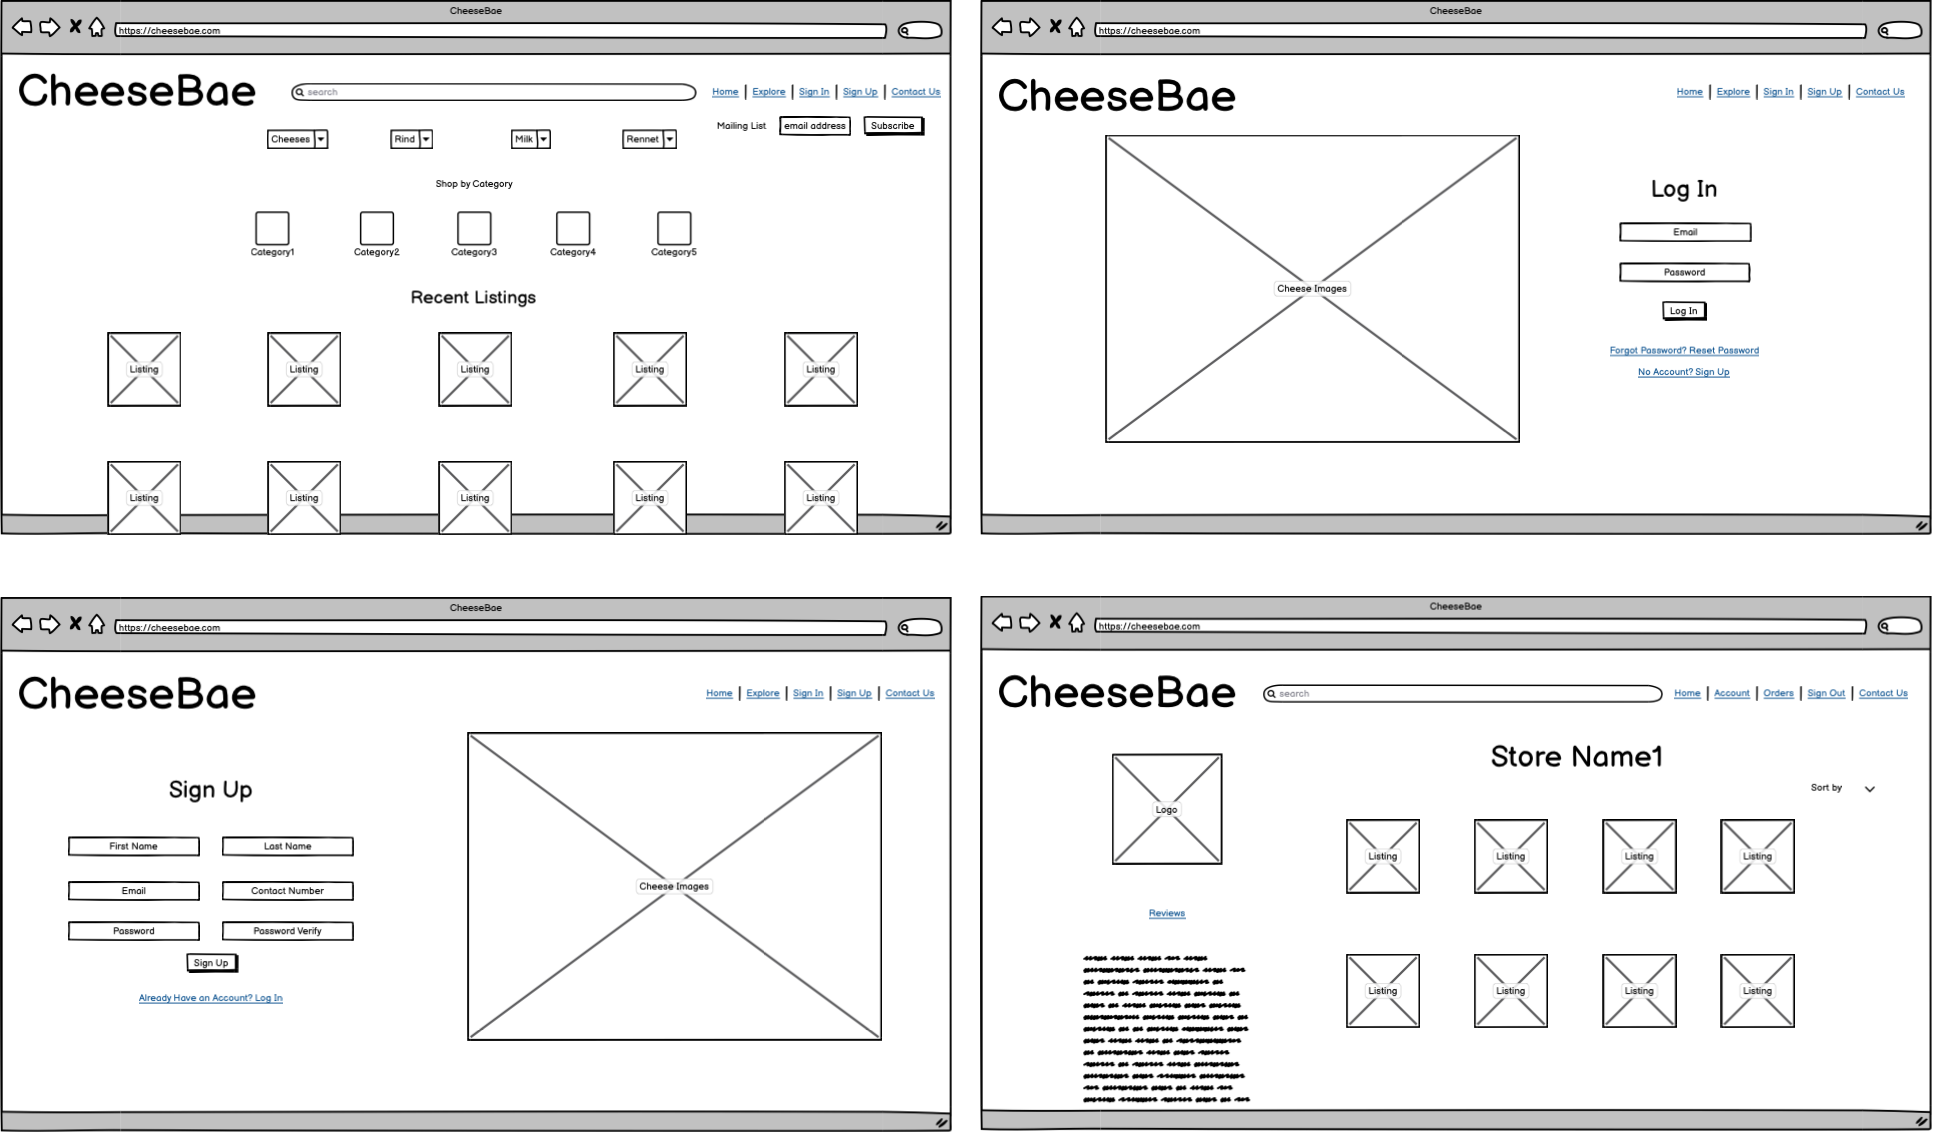 CheeseBae
https://cheesebae.com
CheeseBae
search
Home | Explore | Sign In | Sign Up | Contact Us
Mailing List email address Subscribe
Cheeses Rind Milk Rennet
Shop by Category
Category1 Category2 Category3 Category4 Category5
Recent Listings
Listing Listing Listing Listing Listing
Listing Listing Listing Listing Listing
CheeseBae
https://cheesebae.com
CheeseBae
Home | Explore | Sign In | Sign Up | Contact Us
Cheese Images
Log In
Email
Password
Log In
Forgot Password? Reset Password
No Account? Sign Up
CheeseBae
https://cheesebae.com
CheeseBae
Home | Explore | Sign In | Sign Up | Contact Us
Sign Up
First Name Last Name
Email Contact Number
Password Password Verify
Sign Up
Already Have an Account? Log In
Cheese Images
CheeseBae
https://cheesebae.com
CheeseBae
search
Home | Account | Orders | Sign Out | Contact Us
Logo
Reviews
Store Name1
Sort by
Listing Listing Listing Listing
Listing Listing Listing Listing